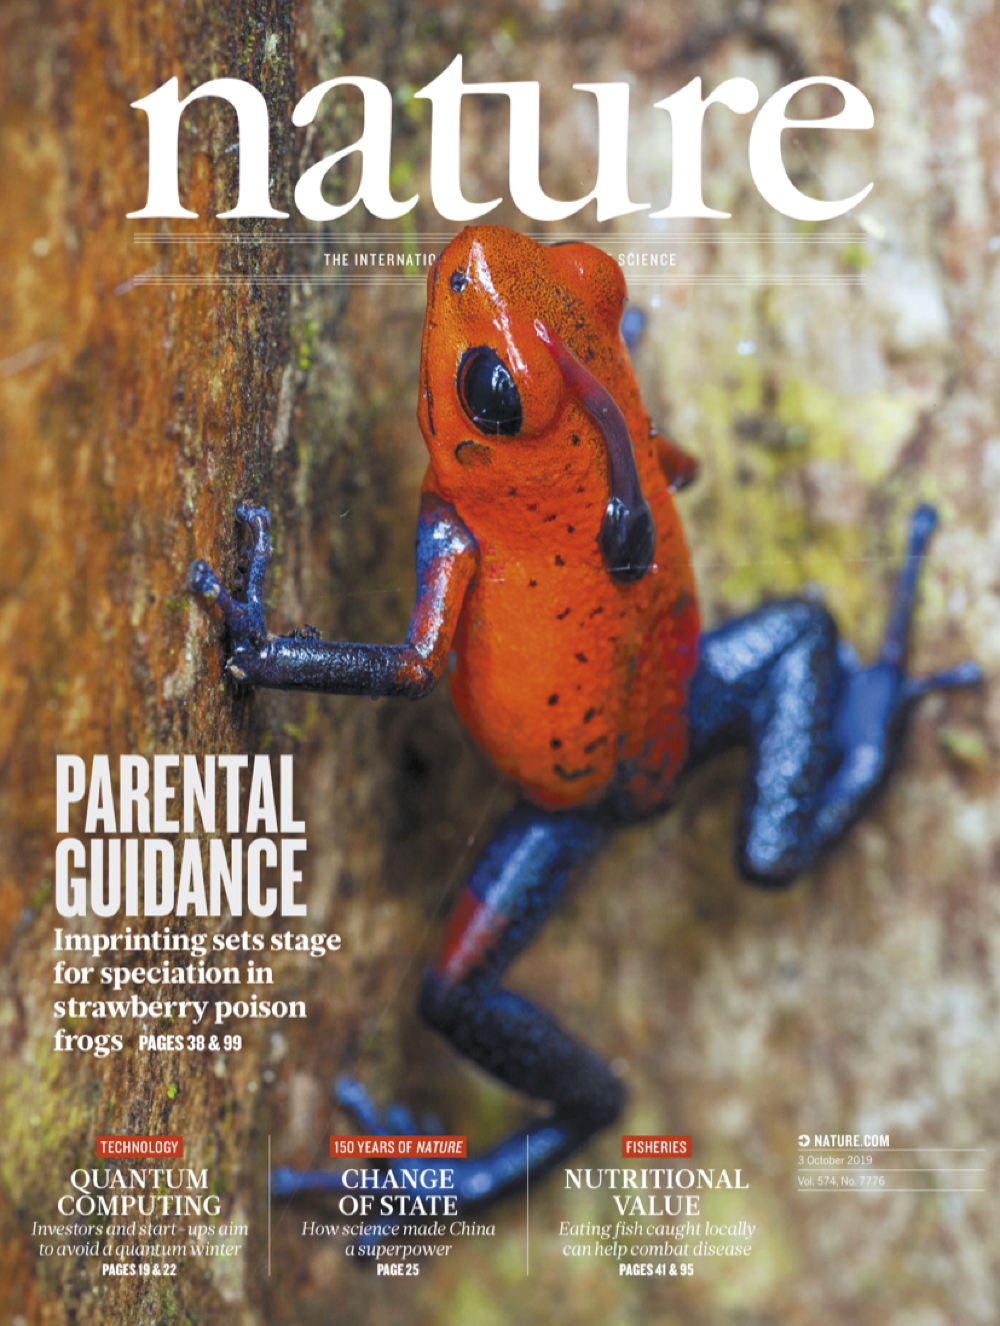 nature
THE INTERNATIO SCIENCE
PARENTAL
GUIDANCE
Imprinting sets stage
for speciation in
strawberry poison
frogs PAGES 38 & 99
TECHNOLOGY
QUANTUM
COMPUTING
Investors and start-ups aim
to avoid a quantum winter
PAGES 19 & 22
150 YEARS OF NATURE
CHANGE
OF STATE
How science made China
a superpower
PAGE 25
FISHERIES
NUTRITIONAL
VALUE
Eating fish caught locally
can help combat disease
PAGES 41 & 95
NATURE.COM
3 October 2019
Vol. 574, No. 7776